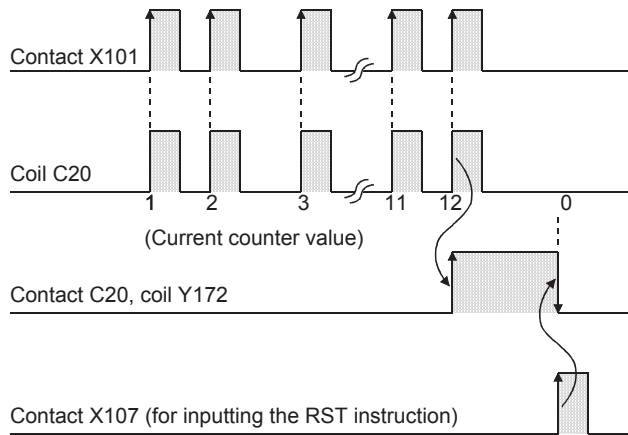 Contact X101
Coil C20
1 2 3 11 12 0
(Current counter value)
Contact C20, coil Y172
Contact X107 (for inputting the RST instruction)